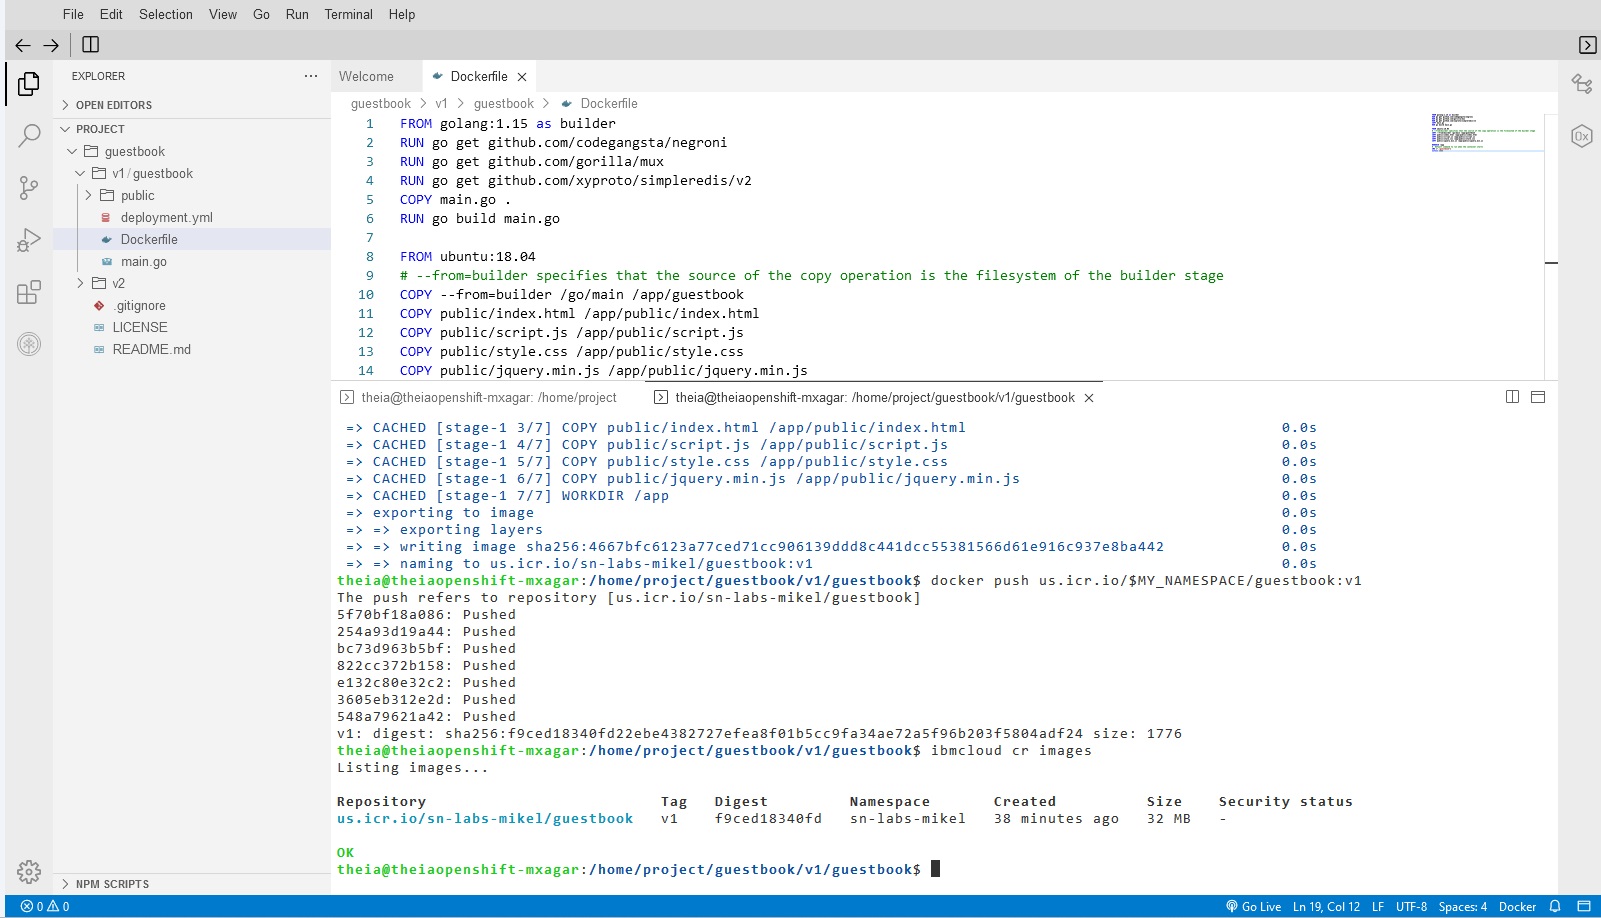 File Edit Selection View Go Run Terminal Help
EXPLORER
OPEN EDITORS
PROJECT
guestbook
v1 / guestbook
public
deployment.yml
Dockerfile
main.go
v2
.gitignore
LICENSE
README.md
NPM SCRIPTS
Welcome Dockerfile
guestbook > v1 > guestbook > Dockerfile
1 FROM golang:1.15 as builder
2 RUN go get github.com/codegangsta/negroni
3 RUN go get github.com/gorilla/mux
4 RUN go get github.com/xyproto/simpleredis/v2
5 COPY main.go .
6 RUN go build main.go
7
8 FROM ubuntu:18.04
9 # --from=builder specifies that the source of the copy operation is the filesystem of the builder stage
10 COPY --from=builder /go/main /app/guestbook
11 COPY public/index.html /app/public/index.html
12 COPY public/script.js /app/public/script.js
13 COPY public/style.css /app/public/style.css
14 COPY public/jquery.min.js /app/public/jquery.min.js
theia@theiaopenshift-mxagar: /home/project theia@theiaopenshift-mxagar: /home/project/guestbook/v1/guestbook
=> CACHED [stage-1 3/7] COPY public/index.html /app/public/index.html 0.0s
=> CACHED [stage-1 4/7] COPY public/script.js /app/public/script.js 0.0s
=> CACHED [stage-1 5/7] COPY public/style.css /app/public/style.css 0.0s
=> CACHED [stage-1 6/7] COPY public/jquery.min.js /app/public/jquery.min.js 0.0s
=> CACHED [stage-1 7/7] WORKDIR /app 0.0s
=> exporting to image 0.0s
=> => exporting layers 0.0s
=> => writing image sha256:4667bfc6123a77ced71cc906139ddd8c441dcc55381566d61e916c937e8ba442 0.0s
=> => naming to us.icr.io/sn-labs-mikel/guestbook:v1 0.0s
theia@theiaopenshift-mxagar:/home/project/guestbook/v1/guestbook$ docker push us.icr.io/$MY_NAMESPACE/guestbook:v1
The push refers to repository [us.icr.io/sn-labs-mikel/guestbook]
5f70bf18a086: Pushed
254a93d19a44: Pushed
bc73d963b5bf: Pushed
822cc372b158: Pushed
e132c80e32c2: Pushed
3605eb312e2d: Pushed
548a79621a42: Pushed
v1: digest: sha256:f9ced18340fd22ebe4382727efea8f01b5cc9fa34ae72a5f96b203f5804adf24 size: 1776
theia@theiaopenshift-mxagar:/home/project/guestbook/v1/guestbook$ ibmcloud cr images
Listing images...
Repository Tag Digest Namespace Created Size Security status
us.icr.io/sn-labs-mikel/guestbook v1 f9ced18340fd sn-labs-mikel 38 minutes ago 32 MB -
OK
theia@theiaopenshift-mxagar:/home/project/guestbook/v1/guestbook$
0 0 Go Live Ln 19, Col 12 LF UTF-8 Spaces: 4 Docker